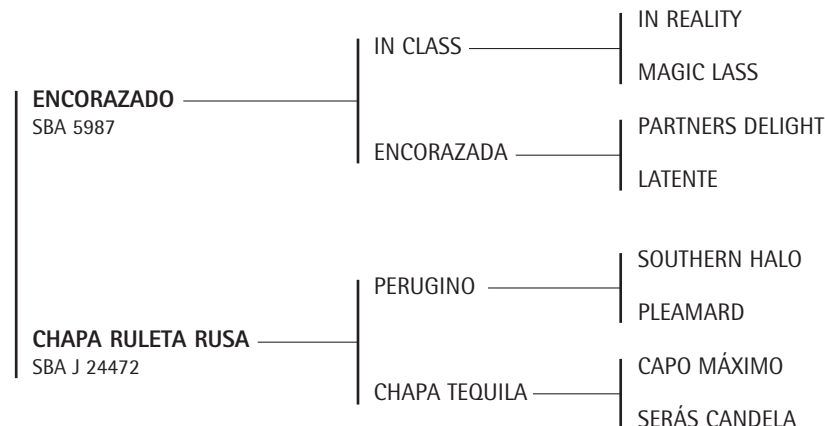 IN REALITY
IN CLASS
MAGIC LASS
ENCORAZADO
SBA 5987
PARTNERS DELIGHT
ENCORAZADA
LATENTE
SOUTHERN HALO
PERUGINO
PLEAMARD
CHAPA RULETA RUSA
SBA J 24472
CAPO MÁXIMO
CHAPA TEQUILA
SERÁS CANDELA